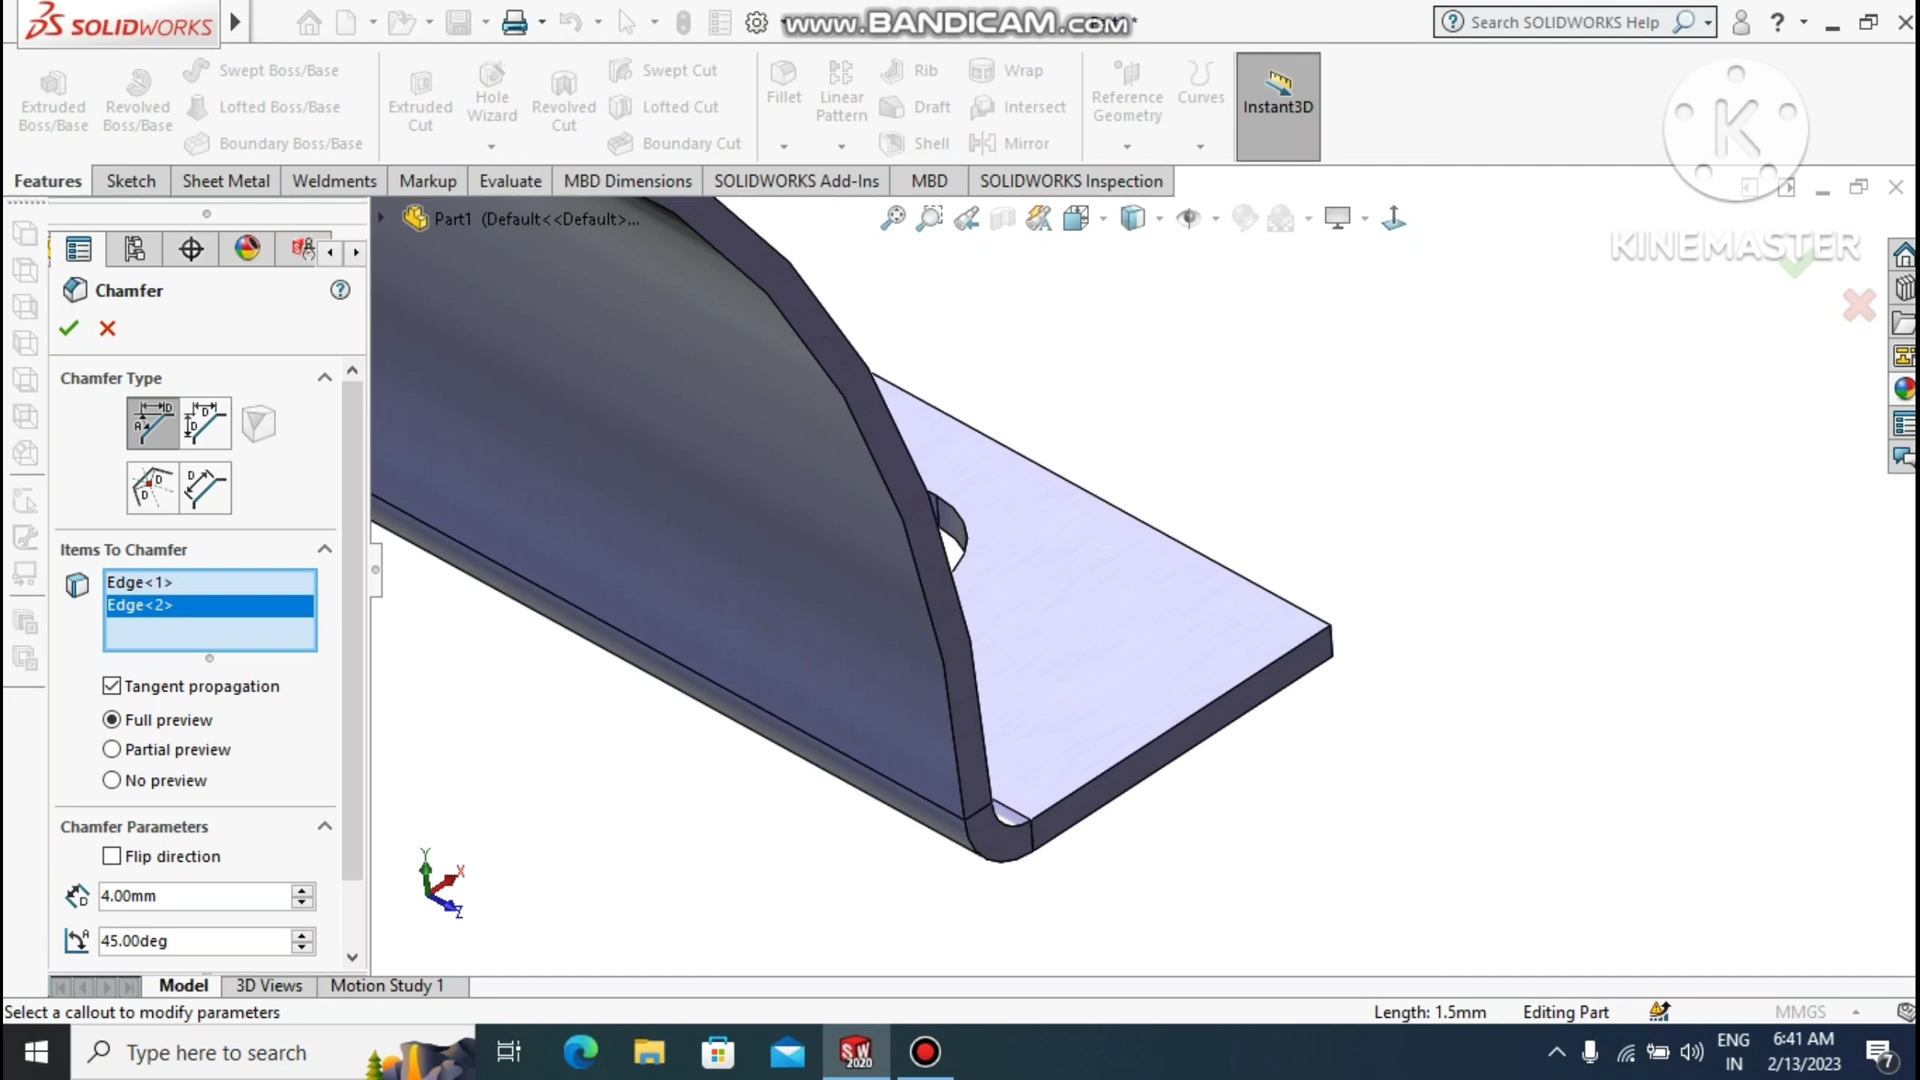 SOLIDWORKS
www.BANDICAM.com
Search SOLIDWORKS Help
Extruded Boss/Base
Revolved Boss/Base
Swept Boss/Base
Lofted Boss/Base
Boundary Boss/Base
Extruded Cut
Hole Wizard
Revolved Cut
Swept Cut
Lofted Cut
Boundary Cut
Fillet
Linear Pattern
Rib
Draft
Shell
Wrap
Intersect
Mirror
Reference Geometry
Curves
Instant3D
K
Features
Sketch
Sheet Metal
Weldments
Markup
Evaluate
MBD Dimensions
SOLIDWORKS Add-Ins
MBD
SOLIDWORKS Inspection
Part1 (Default<<Default>...
KINEMASTER
Chamfer
Chamfer Type
Items To Chamfer
Edge<1>
Edge<2>
Tangent propagation
Full preview
Partial preview
No preview
Chamfer Parameters
Flip direction
4.00mm
45.00deg
Y
X
Z
Model
3D Views
Motion Study 1
Select a callout to modify parameters
Length: 1.5mm
Editing Part
MMGS
Type here to search
SW
2020
ENG
IN
6:41 AM
2/13/2023
7